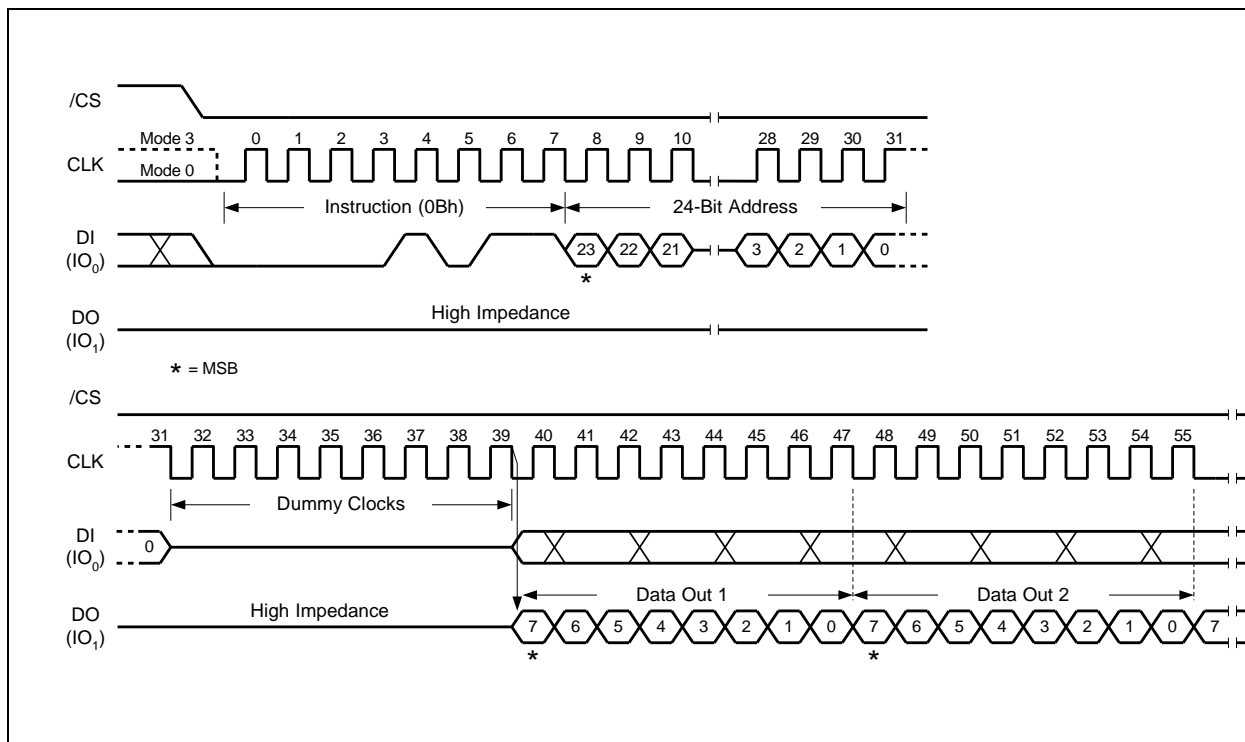 /CS
Mode 3 0 1 2 3 4 5 6 7 8 9 10 28 29 30 31
CLK
Mode 0
Instruction (0Bh) 24-Bit Address
DI
(IO0)
23 22 21 3 2 1 0
*
DO
(IO1)
High Impedance
* = MSB
/CS
31 32 33 34 35 36 37 38 39 40 41 42 43 44 45 46 47 48 49 50 51 52 53 54 55
CLK
Dummy Clocks
DI
(IO0)
0
Data Out 1 Data Out 2
DO
(IO1)
High Impedance
7 6 5 4 3 2 1 0 7 6 5 4 3 2 1 0 7
* *